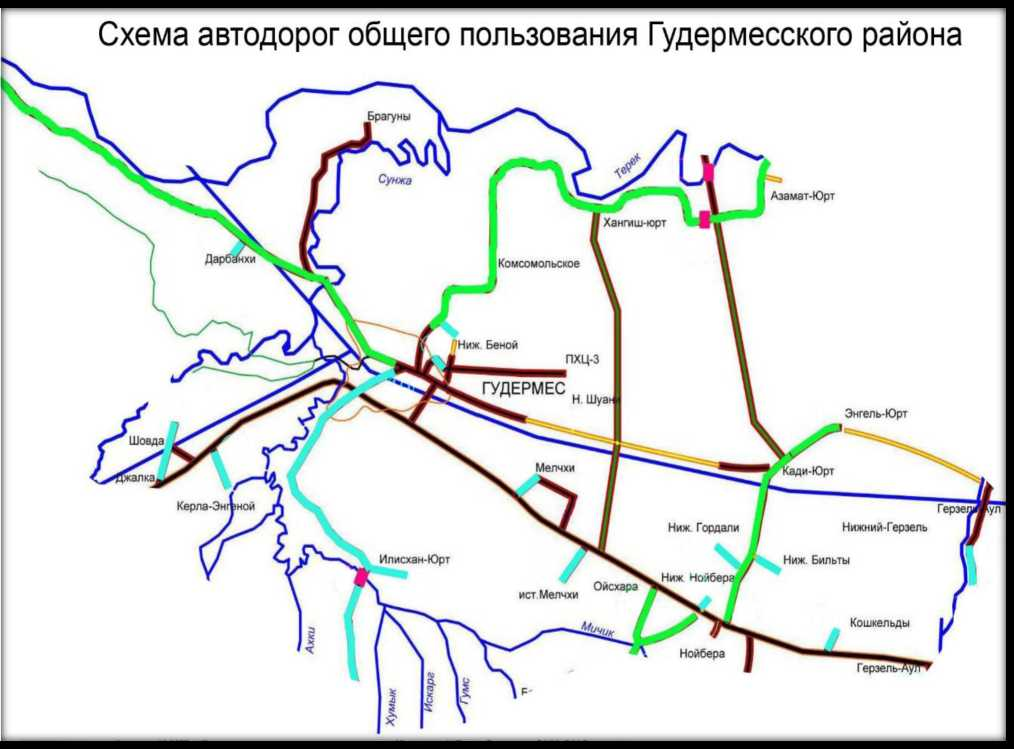 Схема автодорог общего пользования Гудермесского района
Брагуны
Сунжа
Терек
Азамат-Юрт
Хангиш-юрт
Дарбанхи
Комсомольское
Ниж. Беной
ПХЦ-3
ГУДЕРМЕС
Н. Шуани
Энгель-Юрт
Шовда
Джалка
Мелчхи
Кади-Юрт
Керла-Энгеной
Герзель-Аул
Ниж. Гордали
Нижний-Герзель
Илисхан-Юрт
Ниж. Бильты
Ниж. Нойбера
Ойсхара
ист.Мелчхи
Кошкельды
Мичик
Ахки
Нойбера
Герзель-Аул
Хумык
Искарг
Гумс